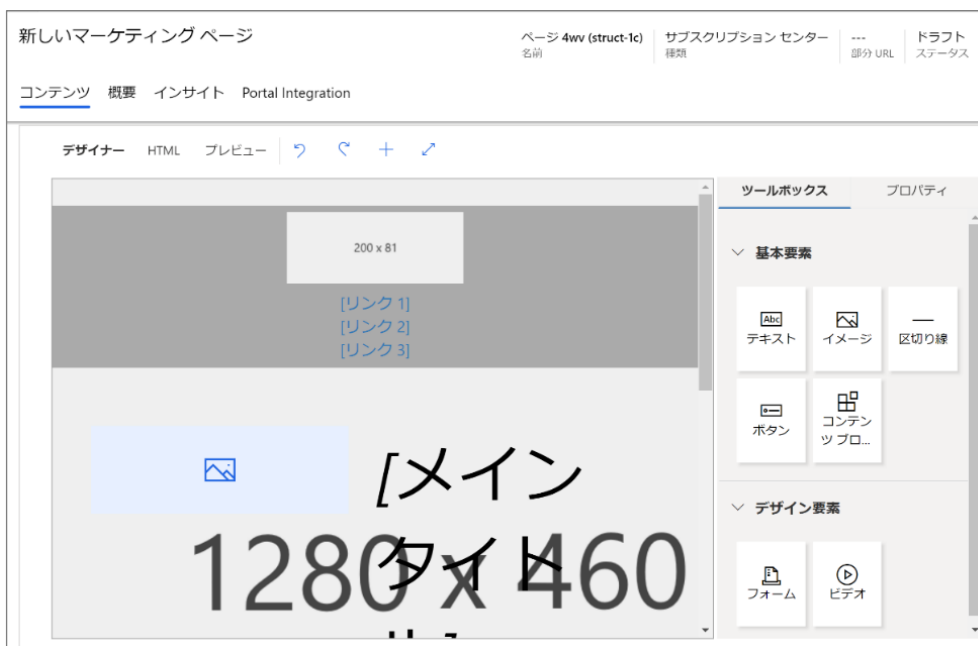 新しいマーケティング ページ
ページ 4wv (struct-1c)
名前
サブスクリプション センター
種類
---
部分 URL
ドラフト
ステータス
コンテンツ 概要 インサイト Portal Integration
デザイナー HTML プレビュー
200 x 81
[リンク 1]
[リンク 2]
[リンク 3]
[メイン
タイト
1280 x 460
ツールボックス プロパティ
基本要素
Abc
テキスト
イメージ
区切り線
ボタン
コンテン
ツ ブロ...
デザイン要素
フォーム
ビデオ